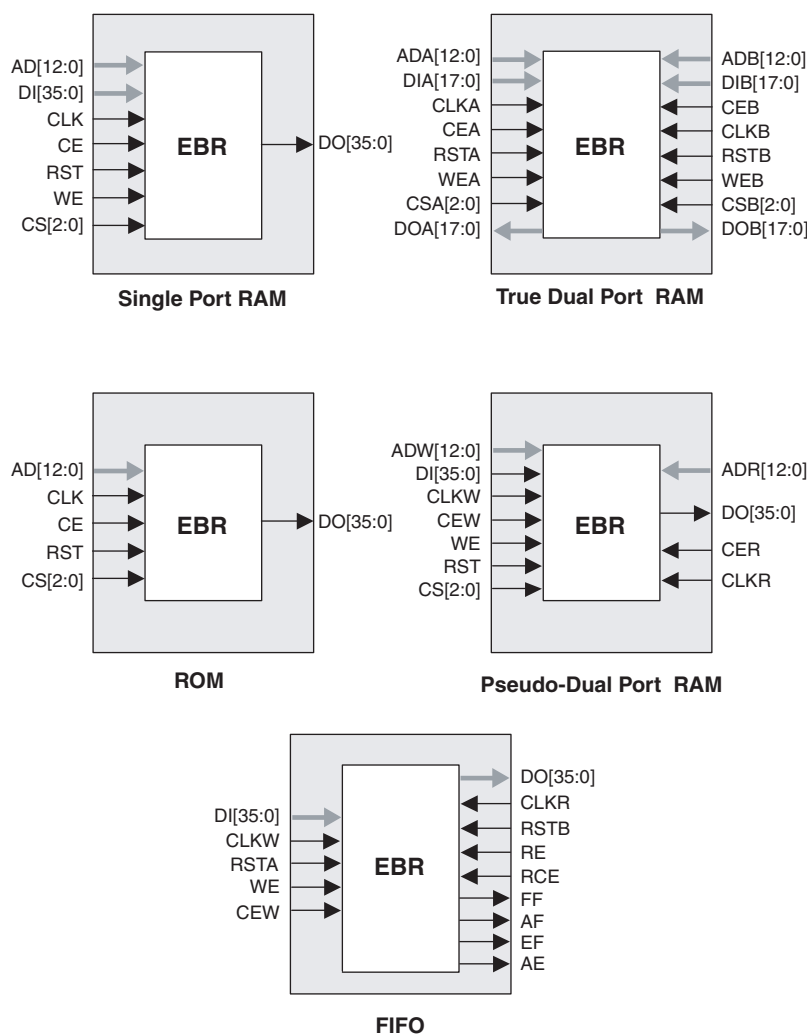 AD[12:0]
DI[35:0]
CLK
CE
RST
WE
CS[2:0]
EBR
DO[35:0]
Single Port RAM
ADA[12:0]
DIA[17:0]
CLKA
CEA
RSTA
WEA
CSA[2:0]
DOA[17:0]
EBR
ADB[12:0]
DIB[17:0]
CEB
CLKB
RSTB
WEB
CSB[2:0]
DOB[17:0]
True Dual Port RAM
AD[12:0]
CLK
CE
RST
CS[2:0]
EBR
DO[35:0]
ROM
ADW[12:0]
DI[35:0]
CLKW
CEW
WE
RST
CS[2:0]
EBR
ADR[12:0]
DO[35:0]
CER
CLKR
Pseudo-Dual Port RAM
DI[35:0]
CLKW
RSTA
WE
CEW
EBR
DO[35:0]
CLKR
RSTB
RE
RCE
FF
AF
EF
AE
FIFO